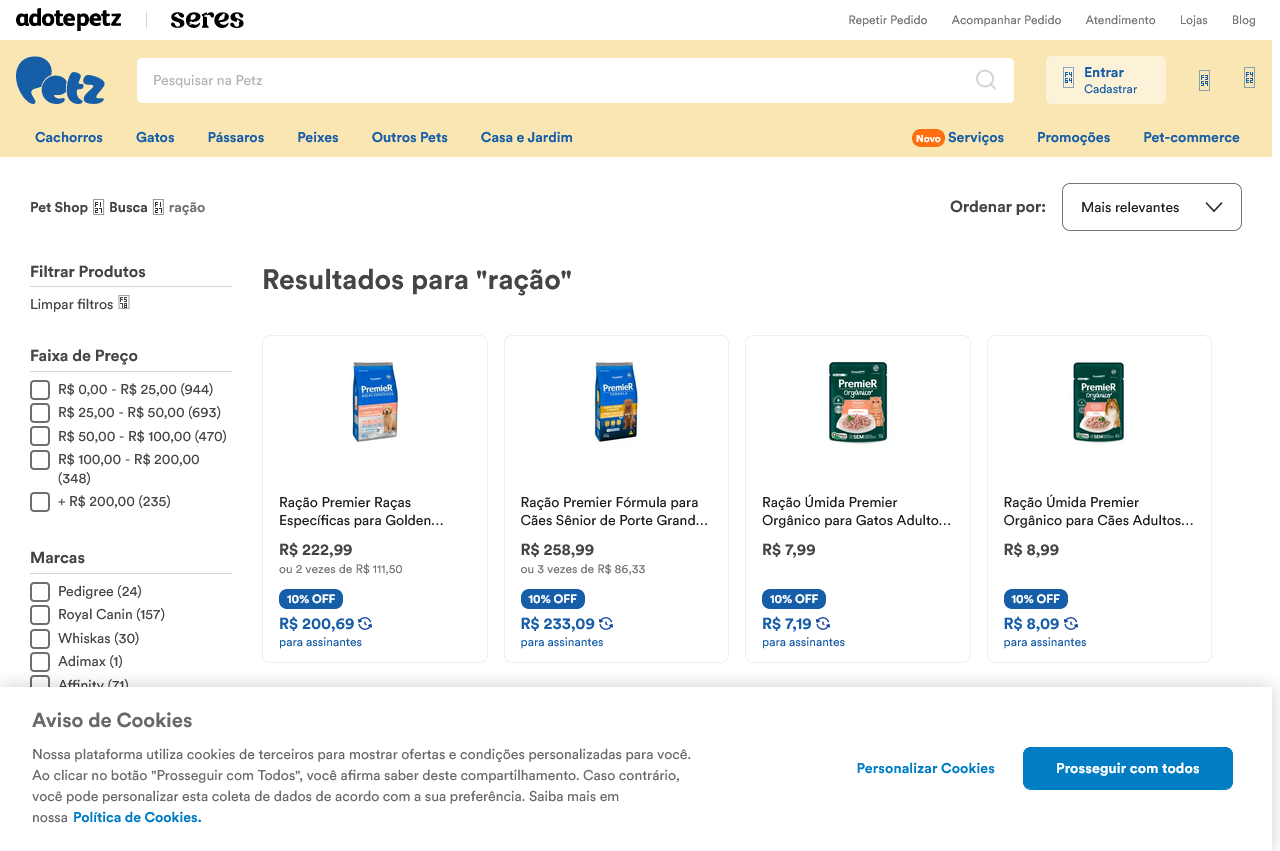 adotepetz
seres
Repetir Pedido
Acompanhar Pedido
Atendimento
Lojas
Blog
Petz
Pesquisar na Petz
Entrar
Cadastrar
Cachorros
Gatos
Pássaros
Peixes
Outros Pets
Casa e Jardim
Novo Serviços
Promoções
Pet-commerce
Pet Shop Busca ração
Ordenar por:
Mais relevantes
Filtrar Produtos
Limpar filtros
Faixa de Preço
R$ 0,00 - R$ 25,00 (944)
R$ 25,00 - R$ 50,00 (693)
R$ 50,00 - R$ 100,00 (470)
R$ 100,00 - R$ 200,00
(348)
+ R$ 200,00 (235)
Marcas
Pedigree (24)
Royal Canin (157)
Whiskas (30)
Adimax (1)
Affinity (71)
Resultados para "ração"
PremieR
Ração Premier Raças
Específicas para Golden...
R$ 222,99
ou 2 vezes de R$ 111,50
10% OFF
R$ 200,69
para assinantes
PremieR
FÓRMULA
Ração Premier Fórmula para
Cães Sênior de Porte Grand...
R$ 258,99
ou 3 vezes de R$ 86,33
10% OFF
R$ 233,09
para assinantes
PremieR
Orgânico
SEM
Ração Úmida Premier
Orgânico para Gatos Adulto...
R$ 7,99
10% OFF
R$ 7,19
para assinantes
PremieR
Orgânico
SEM
Ração Úmida Premier
Orgânico para Cães Adultos...
R$ 8,99
10% OFF
R$ 8,09
para assinantes
Aviso de Cookies
Nossa plataforma utiliza cookies de terceiros para mostrar ofertas e condições personalizadas para você.
Ao clicar no botão "Prosseguir com Todos", você afirma saber deste compartilhamento. Caso contrário,
você pode personalizar esta coleta de dados de acordo com a sua preferência. Saiba mais em
nossa Política de Cookies.
Personalizar Cookies
Prosseguir com todos